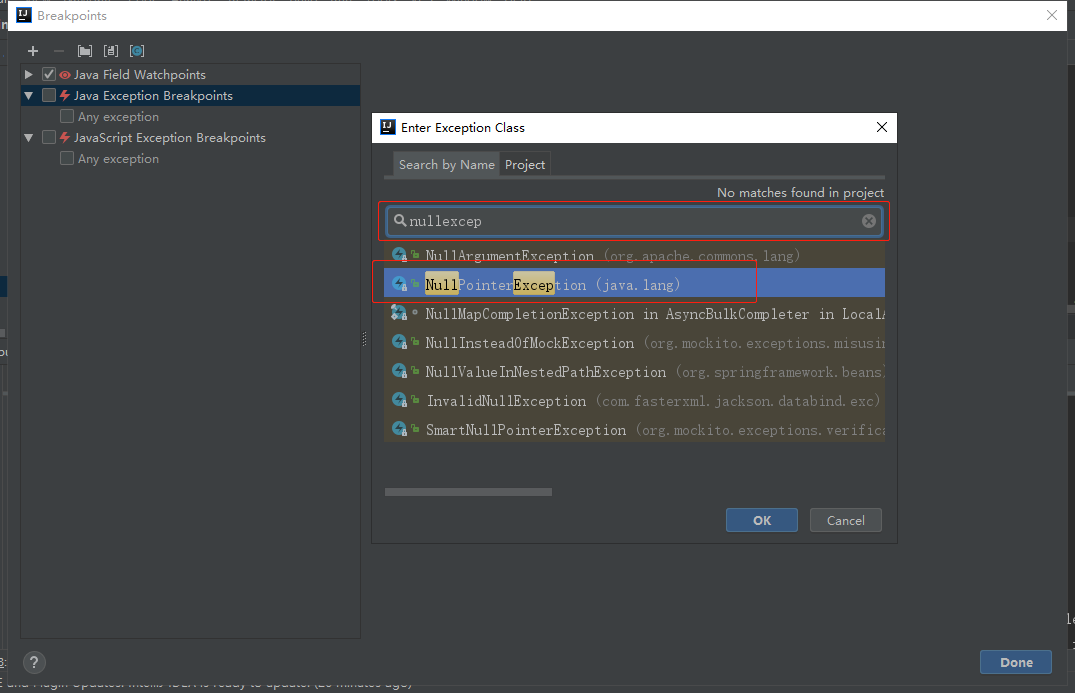 Breakpoints
Java Field Watchpoints
Java Exception Breakpoints
Any exception
JavaScript Exception Breakpoints
Any exception
Enter Exception Class
Search by Name Project
No matches found in project
nullexcep
NullArgumentException (org.apache.commons.lang)
NullPointerException (java.lang)
NullMapCompletionException in AsyncBulkCompleter in Local
NullInsteadOfMockException (org.mockito.exceptions.misusin
NullValueInNestedPathException (org.springframework.beans)
InvalidNullException (com.fasterxml.jackson.databind.exc)
SmartNullPointerException (org.mockito.exceptions.verifica
OK Cancel
? Done